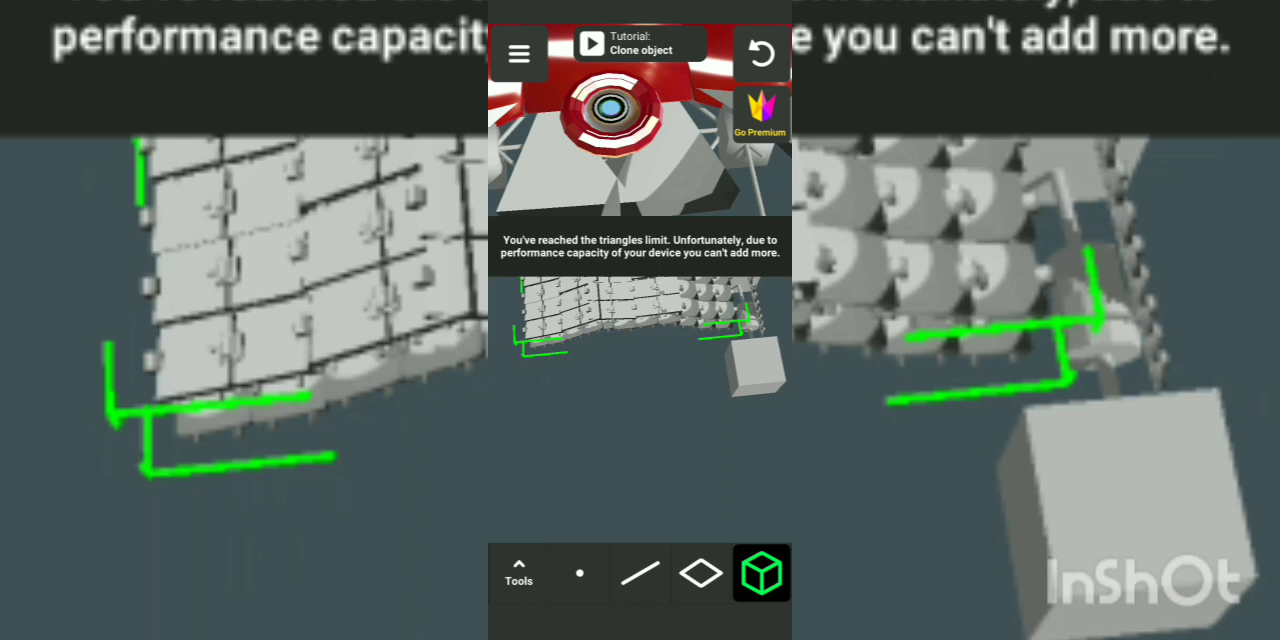 performance capacity
e you can't add more.
Tutorial:
Clone object
Go Premium
You've reached the triangles limit. Unfortunately, due to
performance capacity of your device you can't add more.
Tools
InShOt